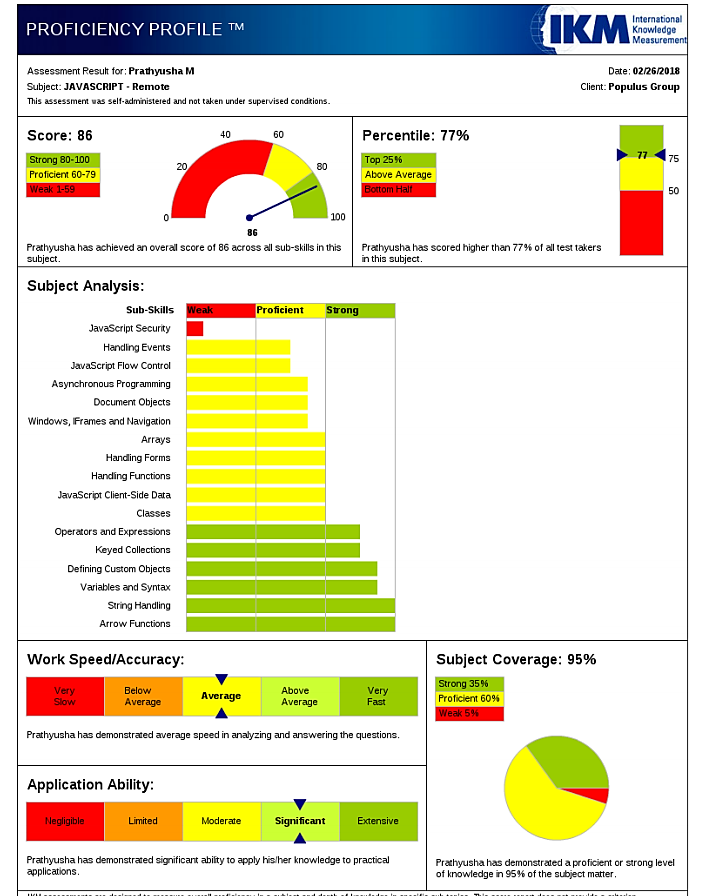 PROFICIENCY PROFILE ™
IKM International
Knowledge
Measurement
Assessment Result for: Prathyusha M
Date: 02/26/2018
Subject: JAVASCRIPT - Remote
Client: Populus Group
This assessment was self-administered and not taken under supervised conditions.
Score: 86
Strong 80-100
Proficient 60-79
Weak 1-59
0
20
40
60
80
100
86
Prathyusha has achieved an overall score of 86 across all sub-skills in this
subject.
Percentile: 77%
Top 25%
Above Average
Bottom Half
77
75
50
Prathyusha has scored higher than 77% of all test takers
in this subject.
Subject Analysis:
Sub-Skills Weak Proficient Strong
JavaScript Security
Handling Events
JavaScript Flow Control
Asynchronous Programming
Document Objects
Windows, IFrames and Navigation
Arrays
Handling Forms
Handling Functions
JavaScript Client-Side Data
Classes
Operators and Expressions
Keyed Collections
Defining Custom Objects
Variables and Syntax
String Handling
Arrow Functions
Work Speed/Accuracy:
Very
Slow
Below
Average
Average
Above
Average
Very
Fast
Prathyusha has demonstrated average speed in analyzing and answering the questions.
Application Ability:
Negligible Limited Moderate Significant Extensive
Prathyusha has demonstrated significant ability to apply his/her knowledge to practical
applications.
Subject Coverage: 95%
Strong 35%
Proficient 60%
Weak 5%
Prathyusha has demonstrated a proficient or strong level
of knowledge in 95% of the subject matter.